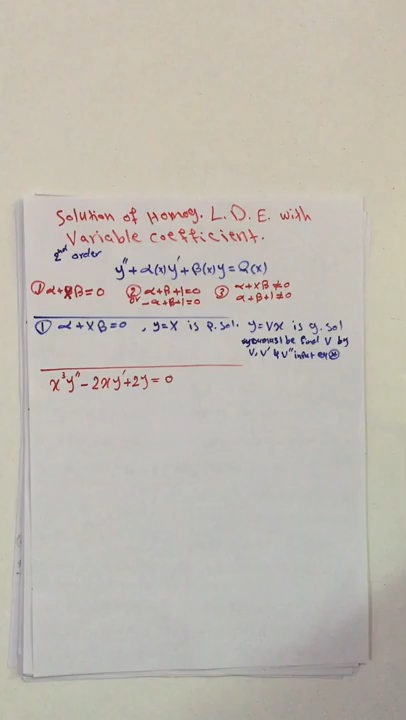 Solution of Homog. L. D. E. with
Variable coefficient.
2nd order
y'' + α(x)y' + β(x)y = Q(x)
① α + xβ = 0 ② α + β + 1 = 0 ③ α + xβ ≠ 0
or - α + β + 1 = 0 α + β + 1 ≠ 0
① α + xβ = 0 , y = x is p. sol. y = vx is g. sol
must be find v by
v, v' & v'' in
x³y'' - 2xy' + 2y = 0